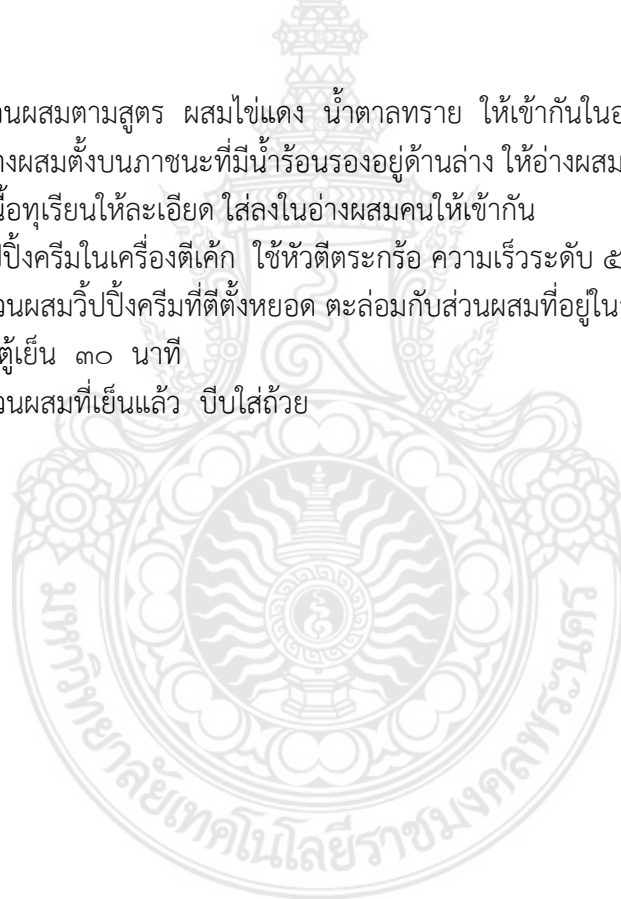 วนผสมตามสูตร ผสมไข่แดง น้ำตาลทราย ให้เข้ากันในอ
างผสมตั้งบนภาชนะที่มีน้ำร้อนรองอยู่ด้านล่าง ให้อ่างผสม
นื้อทุเรียนให้ละเอียด ใส่ลงในอ่างผสมคนให้เข้ากัน
ปปิ้งครีมในเครื่องตีเค้ก ใช้หัวตีตระกร้อ ความเร็วระดับ ๕
วนผสมวิ้ปปิ้งครีมที่ตีตั้งหยอด ตะล่อมกับส่วนผสมที่อยู่ใน
ตู้เย็น ๓๐ นาที
วนผสมที่เย็นแล้ว บีบใส่ถ้วย
มหาวิทยาลัยเทคโนโลยีราชมงคลพระนคร